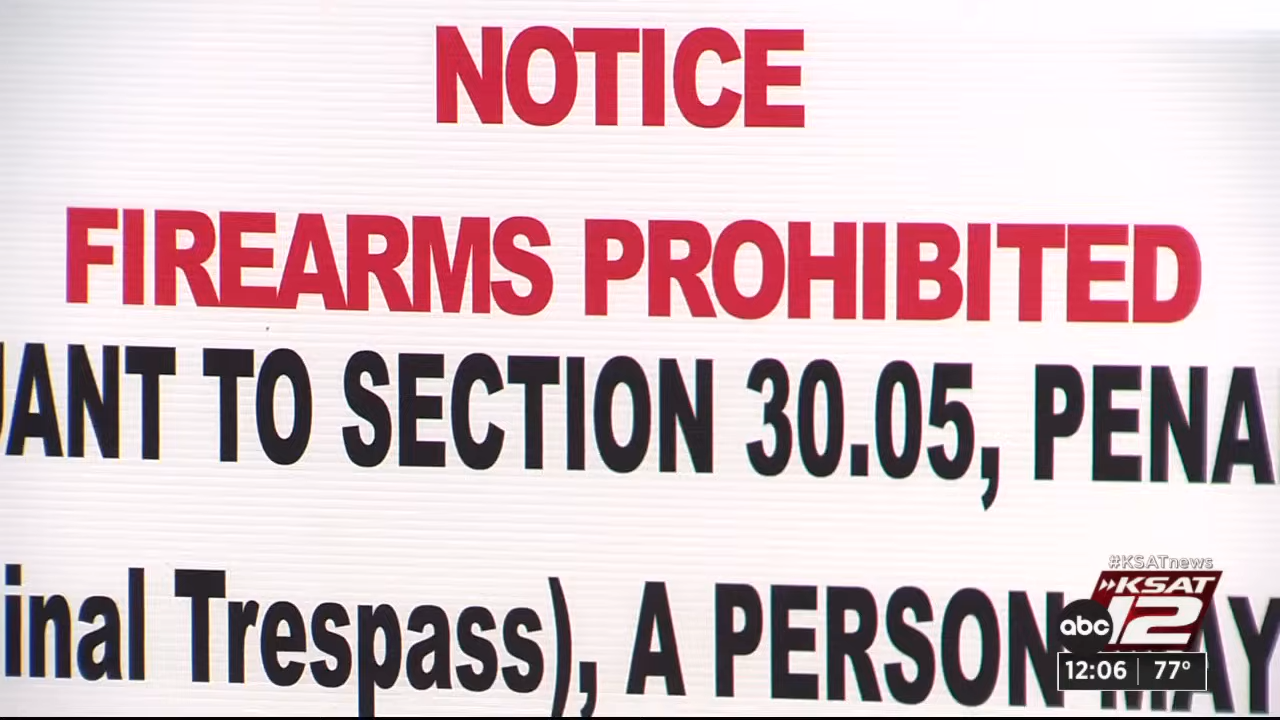 NOTICE
FIREARMS PROHIBITED
UANT TO SECTION 30.05, PENA
inal Trespass), A PERSON MAY
#KSATnews
KSAT
abc 12
12:06 77°